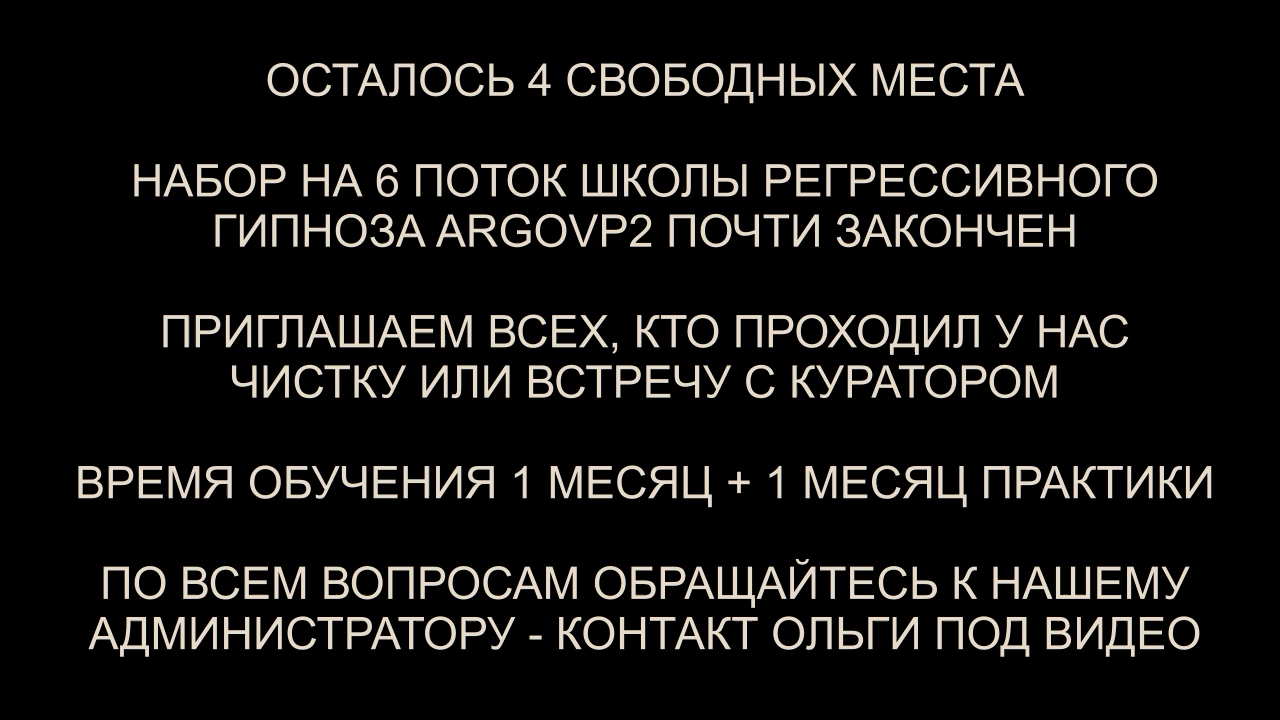 ОСТАЛОСЬ 4 СВОБОДНЫХ МЕСТА
НАБОР НА 6 ПОТОК ШКОЛЫ РЕГРЕССИВНОГО
ГИПНОЗА ARGOVP2 ПОЧТИ ЗАКОНЧЕН
ПРИГЛАШАЕМ ВСЕХ, КТО ПРОХОДИЛ У НАС
ЧИСТКУ ИЛИ ВСТРЕЧУ С КУРАТОРОМ
ВРЕМЯ ОБУЧЕНИЯ 1 МЕСЯЦ + 1 МЕСЯЦ ПРАКТИКИ
ПО ВСЕМ ВОПРОСАМ ОБРАЩАЙТЕСЬ К НАШЕМУ
АДМИНИСТРАТОРУ - КОНТАКТ ОЛЬГИ ПОД ВИДЕО